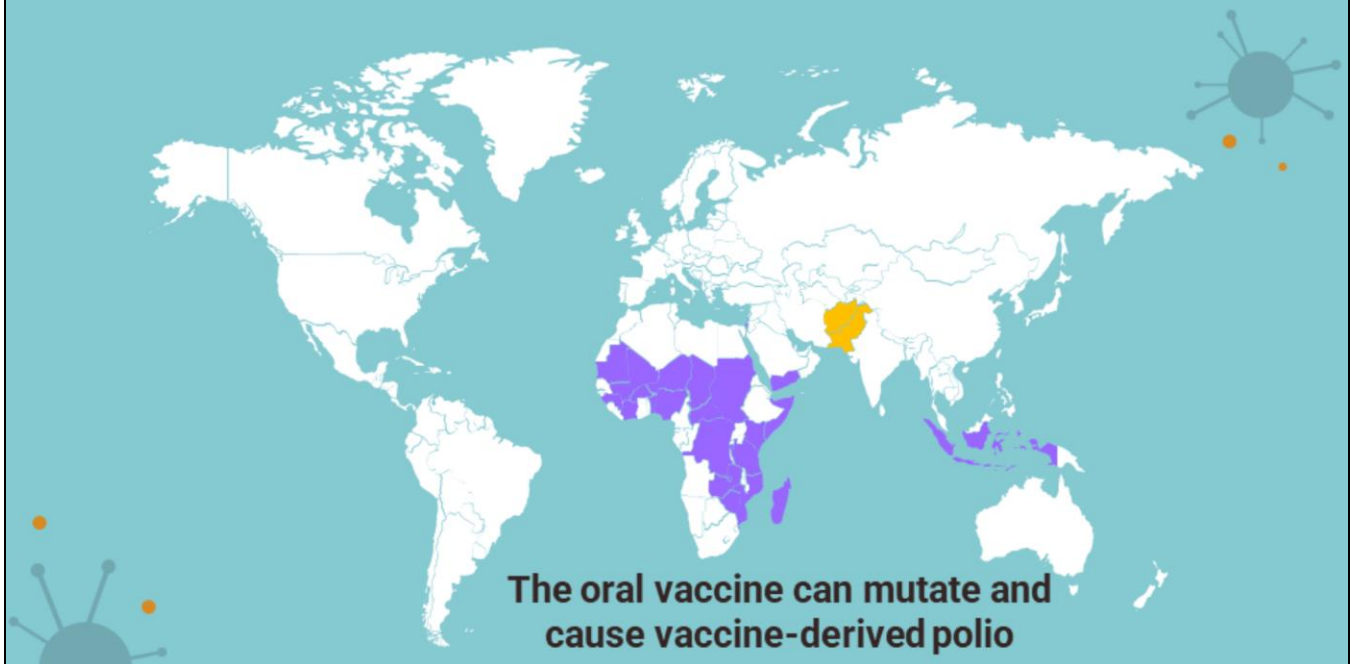 The oral vaccine can mutate and
cause vaccine-derived polio